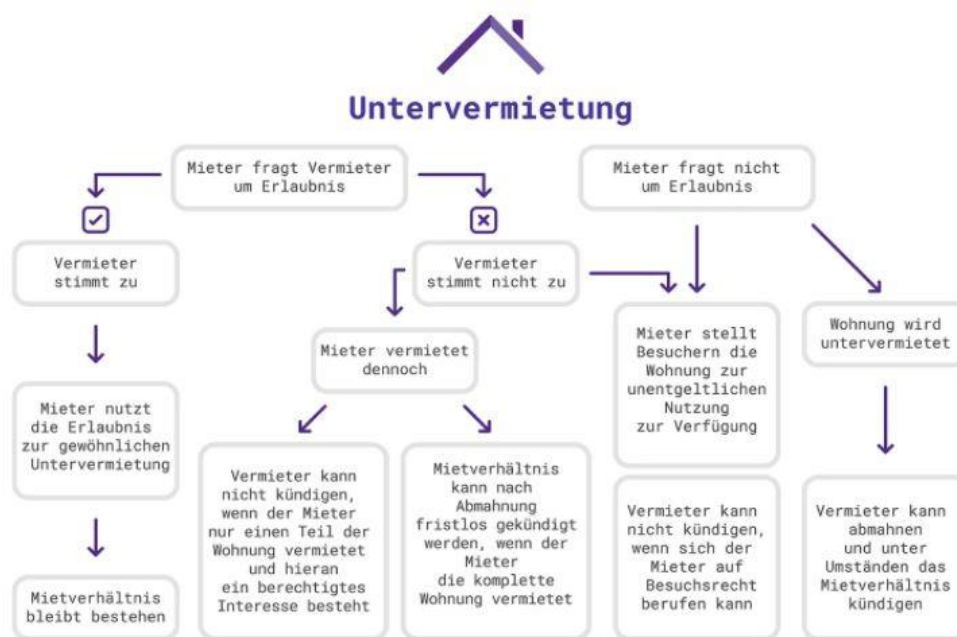 Untervermietung
Mieter fragt Vermieter
um Erlaubnis
Mieter fragt nicht
um Erlaubnis
Vermieter
stimmt zu
Vermieter
stimmt nicht zu
Mieter vermietet
dennoch
Mieter stellt
Besuchern die
Wohnung zur
unentgeltlichen
Nutzung
zur Verfügung
Wohnung wird
untervermietet
Mieter nutzt
die Erlaubnis
zur gewöhnlichen
Untervermietung
Vermieter kann
nicht kündigen,
wenn der Mieter
nur einen Teil der
Wohnung vermietet
und hieran
ein berechtigtes
Interesse besteht
Mietverhältnis
kann nach
Abmahnung
fristlos gekündigt
werden, wenn der
Mieter
die komplette
Wohnung vermietet
Vermieter kann
nicht kündigen,
wenn sich der
Mieter auf
Besuchsrecht
berufen kann
Vermieter kann
abmahnen
und unter
Umständen das
Mietverhältnis
kündigen
Mietverhältnis
bleibt bestehen